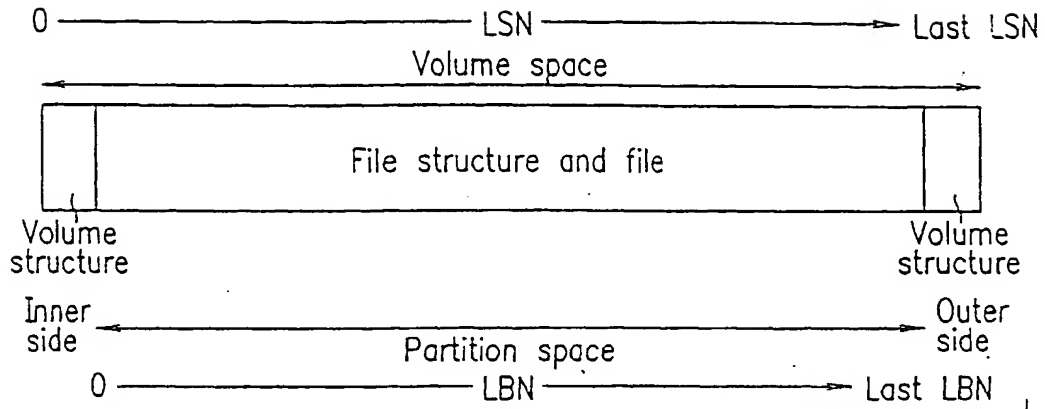 0 LSN Last LSN
Volume space
File structure and file
Volume structure
Volume structure
Inner side
Outer side
Partition space
0 LBN Last LBN